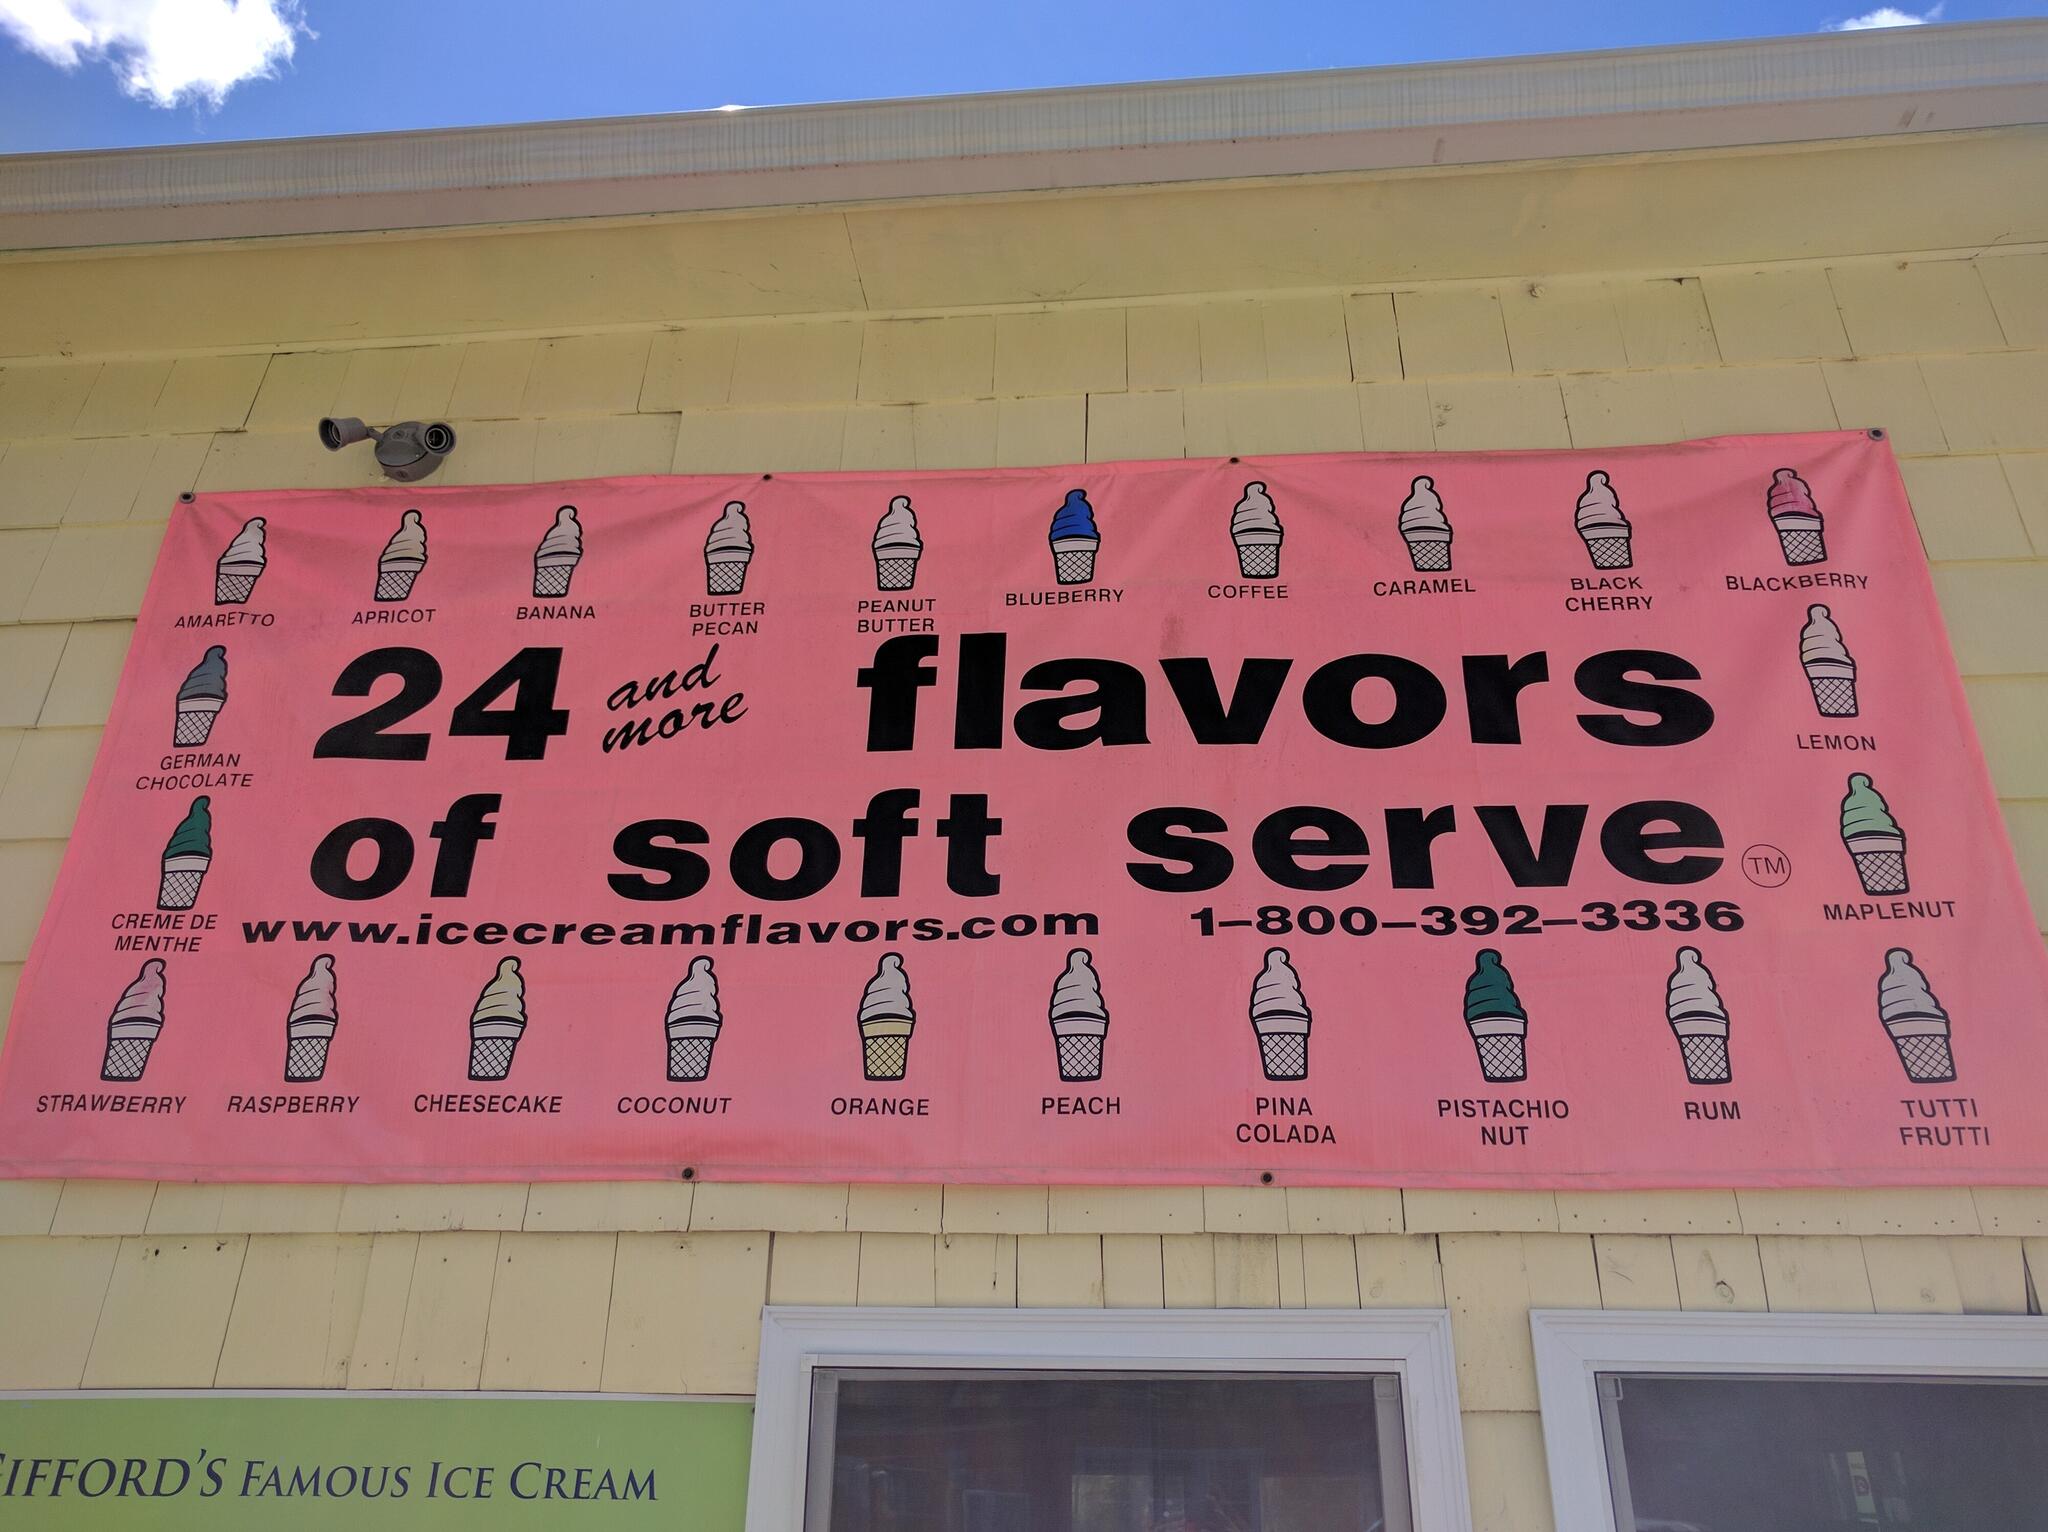 AMARETTO
APRICOT
BANANA
BUTTER
PECAN
PEANUT
BUTTER
BLUEBERRY
COFFEE
CARAMEL
BLACK
CHERRY
BLACKBERRY
24 and more flavors
GERMAN
CHOCOLATE
LEMON
of soft serve TM
CREME DE
MENTHE
MAPLENUT
www.icecreamflavors.com 1-800-392-3336
STRAWBERRY
RASPBERRY
CHEESECAKE
COCONUT
ORANGE
PEACH
PINA
COLADA
PISTACHIO
NUT
RUM
TUTTI
FRUTTI
GIFFORD'S FAMOUS ICE CREAM